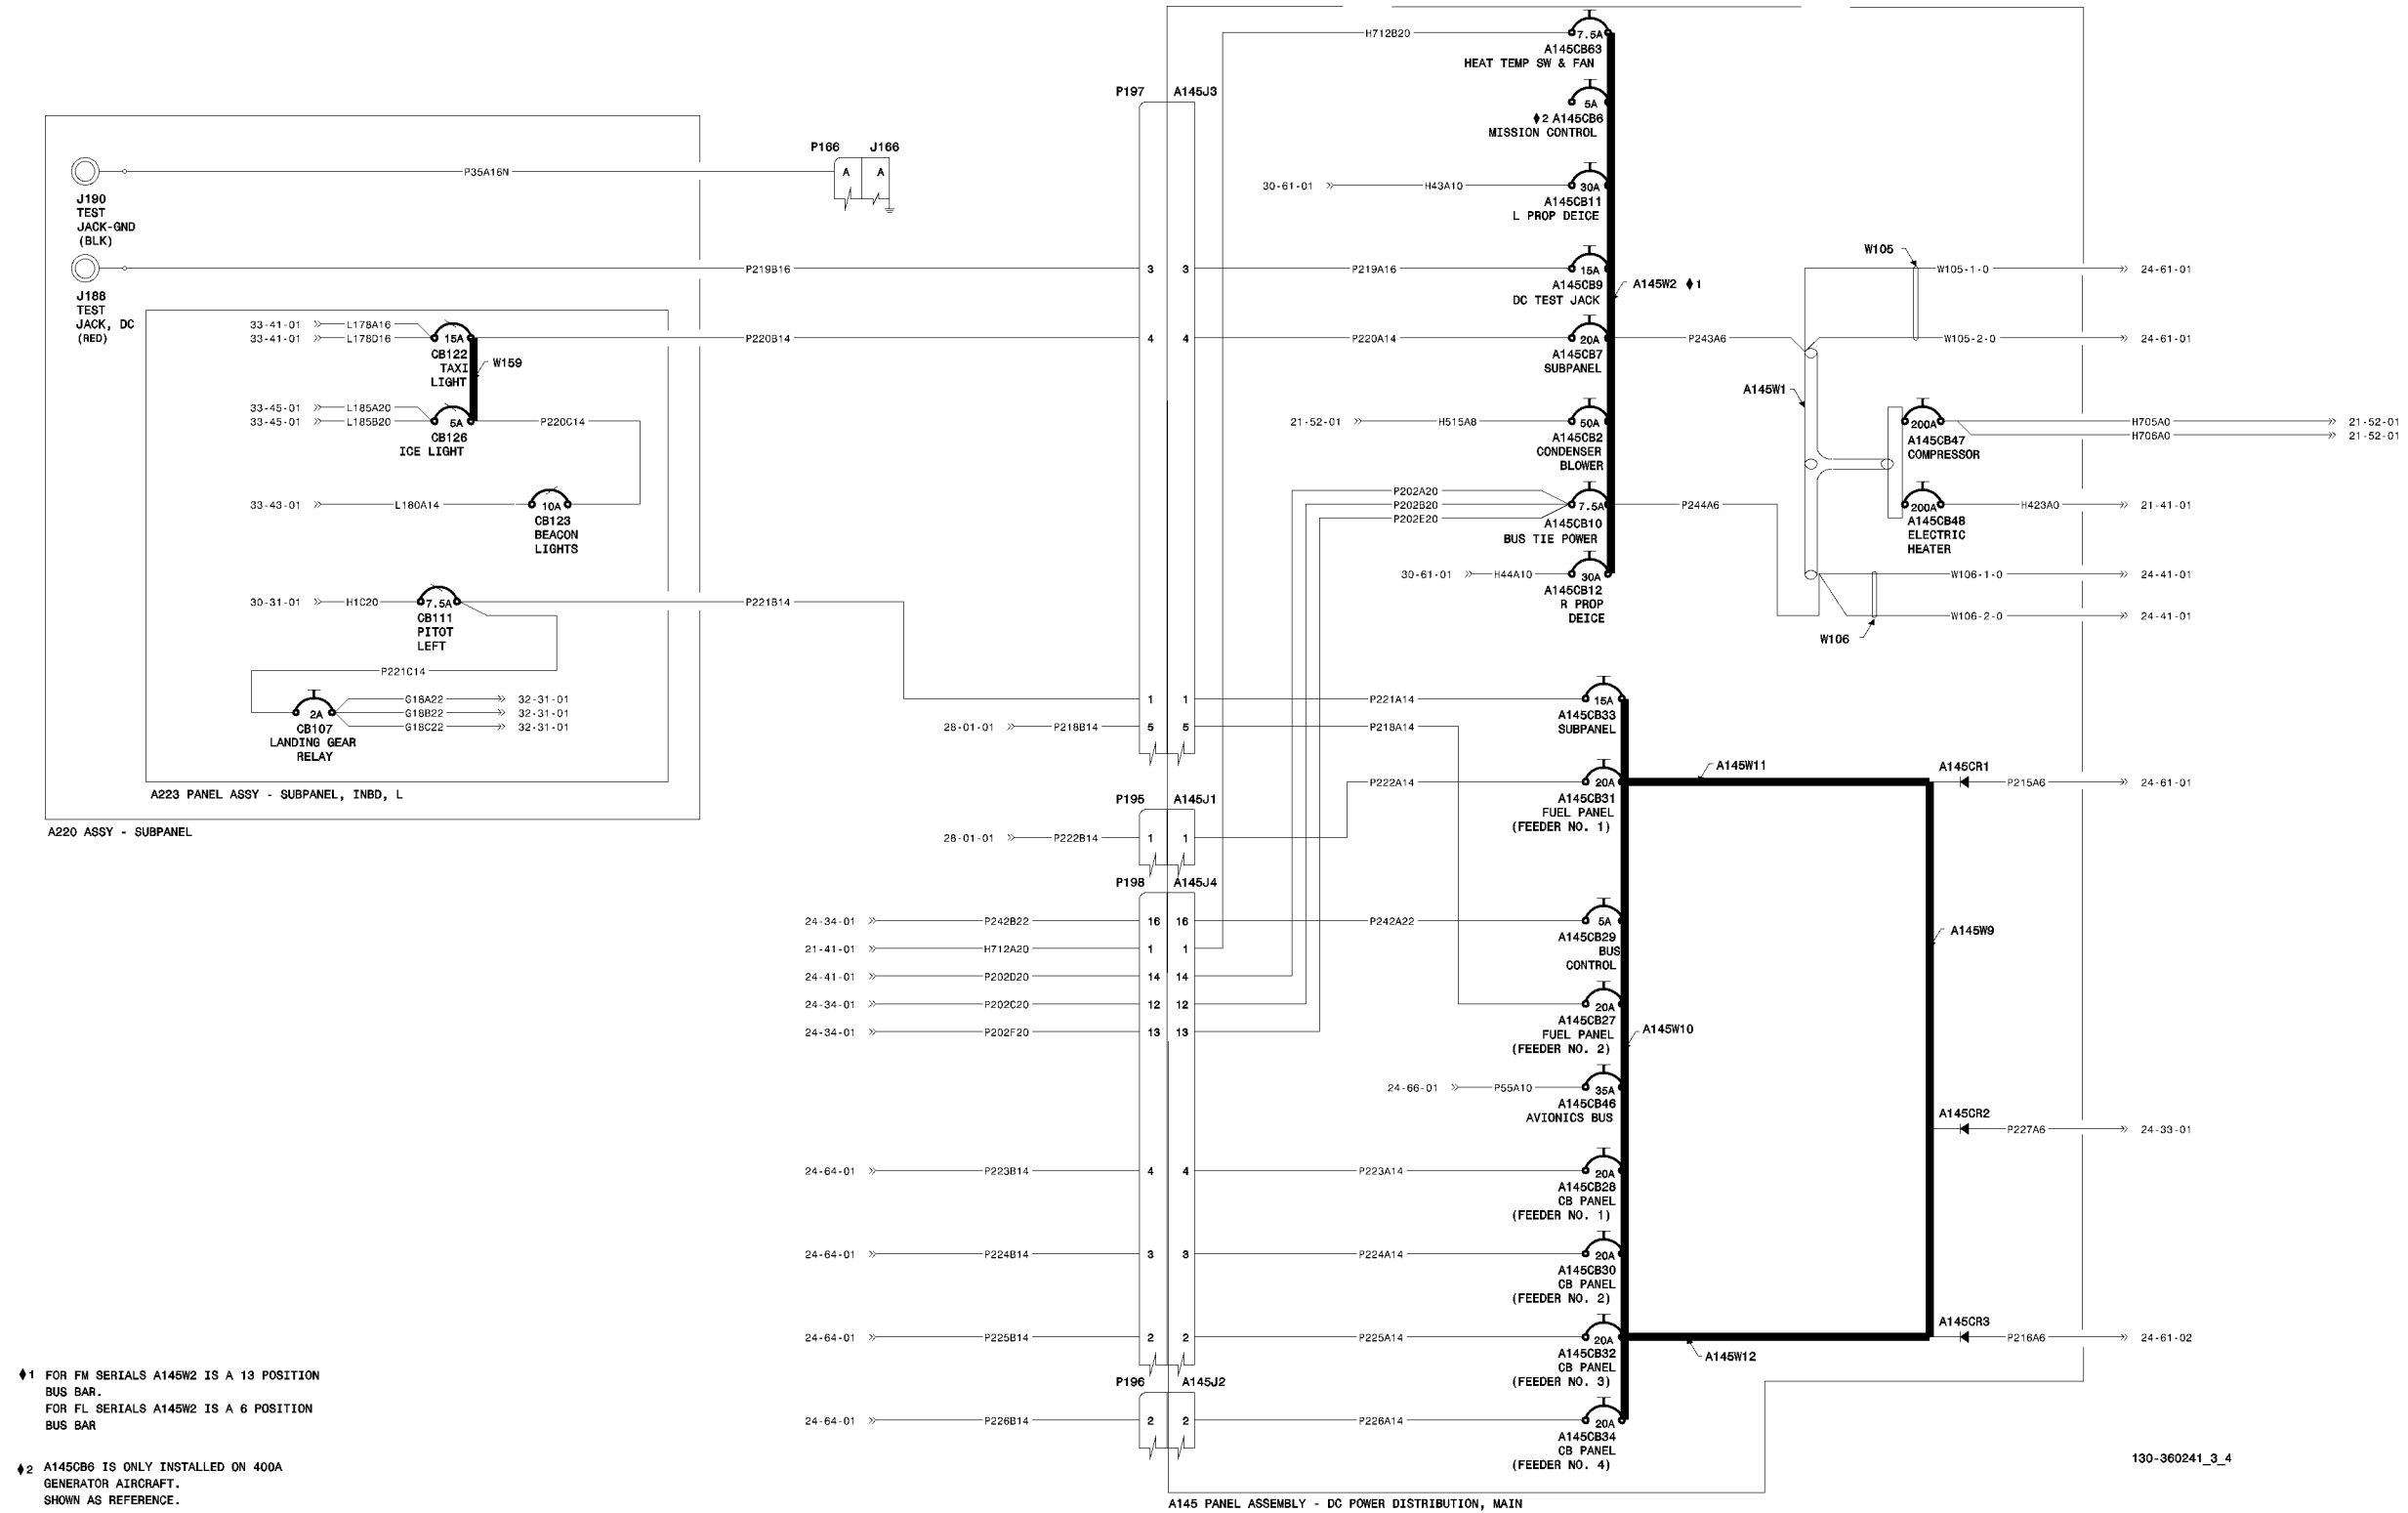 H712B20
7.5A
A145CB63
HEAT TEMP SW & FAN
P197 A145J3
5A
♦2 A145CB6
MISSION CONTROL
P166 J166
A A
P35A16N
J190
TEST
JACK-GND
(BLK)
30-61-01 H43A10 30A
A145CB11
L PROP DEICE
W105
P219B16 3 3 P219A16 15A
A145CB9
DC TEST JACK
A145W2 ♦1
W105-1-0 24-61-01
J188
TEST
JACK, DC
(RED)
33-41-01 L178A16
33-41-01 L178D16 15A
CB122
TAXI
LIGHT
W159
P220B14 4 4 P220A14 20A
A145CB7
SUBPANEL
P243A6
W105-2-0 24-61-01
A145W1
33-45-01 L185A20
33-45-01 L185B20 5A
CB126
ICE LIGHT
P220C14
21-52-01 H515A8 50A
A145CB2
CONDENSER
BLOWER
200A
A145CB47
COMPRESSOR
H705A0 21-52-01
H706A0 21-52-01
33-43-01 L180A14 10A
CB123
BEACON
LIGHTS
P202A20
P202B20
P202E20
7.5A
A145CB10
BUS TIE POWER
P244A6
200A
A145CB48
ELECTRIC
HEATER
H423A0 21-41-01
30-61-01 H44A10 30A
A145CB12
R PROP
DEICE
W106-1-0 24-41-01
W106-2-0 24-41-01
W106
30-31-01 H1C20 7.5A
CB111
PITOT
LEFT
P221B14
P221C14
2A
CB107
LANDING GEAR
RELAY
G18A22 32-31-01
G18B22 32-31-01
G18C22 32-31-01
1 1 P221A14 15A
A145CB33
SUBPANEL
28-01-01 P218B14 5 5 P218A14
A223 PANEL ASSY - SUBPANEL, INBD, L
A220 ASSY - SUBPANEL
P222A14 20A
A145CB31
FUEL PANEL
(FEEDER NO. 1)
A145W11
A145CR1
P215A6 24-61-01
P195 A145J1
28-01-01 P222B14 1 1
P198 A145J4
24-34-01 P242B22 16 16 P242A22 5A
A145CB29
BUS
CONTROL
A145W9
21-41-01 H712A20 1 1
24-41-01 P202D20 14 14
24-34-01 P202C20 12 12
24-34-01 P202F20 13 13
20A
A145CB27
FUEL PANEL
(FEEDER NO. 2)
A145W10
24-66-01 P55A10 35A
A145CB46
AVIONICS BUS
A145CR2
P227A6 24-33-01
24-64-01 P223B14 4 4 P223A14 20A
A145CB28
CB PANEL
(FEEDER NO. 1)
24-64-01 P224B14 3 3 P224A14 20A
A145CB30
CB PANEL
(FEEDER NO. 2)
24-64-01 P225B14 2 2 P225A14 20A
A145CB32
CB PANEL
(FEEDER NO. 3)
A145W12
A145CR3
P216A6 24-61-02
P196 A145J2
24-64-01 P226B14 2 2 P226A14 20A
A145CB34
CB PANEL
(FEEDER NO. 4)
♦1 FOR FM SERIALS A145W2 IS A 13 POSITION
BUS BAR.
FOR FL SERIALS A145W2 IS A 6 POSITION
BUS BAR
♦2 A145CB6 IS ONLY INSTALLED ON 400A
GENERATOR AIRCRAFT.
SHOWN AS REFERENCE.
130-360241_3_4
A145 PANEL ASSEMBLY - DC POWER DISTRIBUTION, MAIN